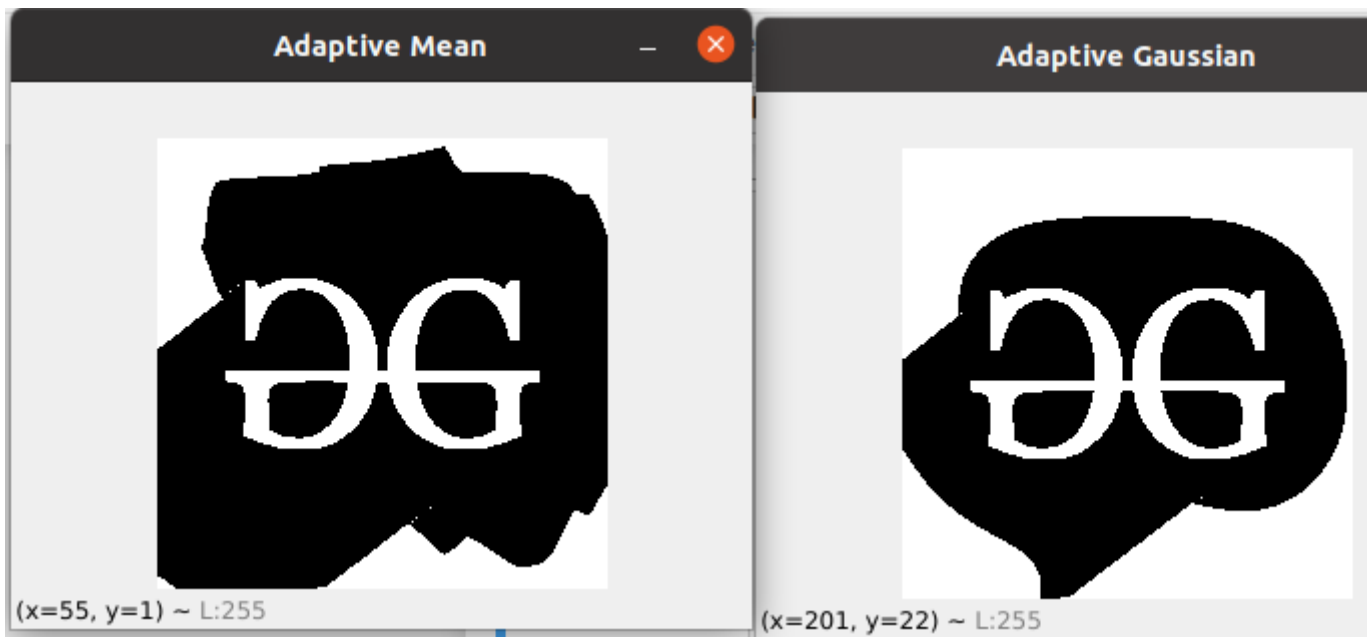 Adaptive Mean
Adaptive Gaussian
(x=55, y=1) ~ L:255
(x=201, y=22) ~ L:255